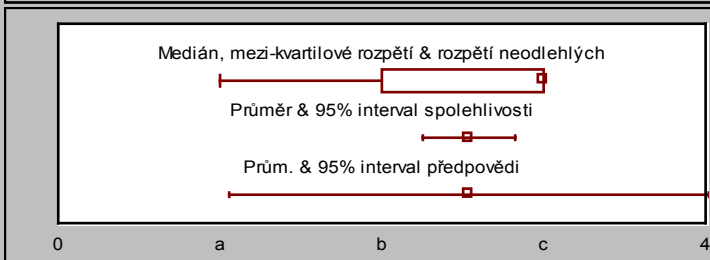 Medián, mezi-kvartilové rozpětí & rozpětí neodlehlých
Průměr & 95% interval spolehlivosti
Prům. & 95% interval předpovědi
0 a b c 4